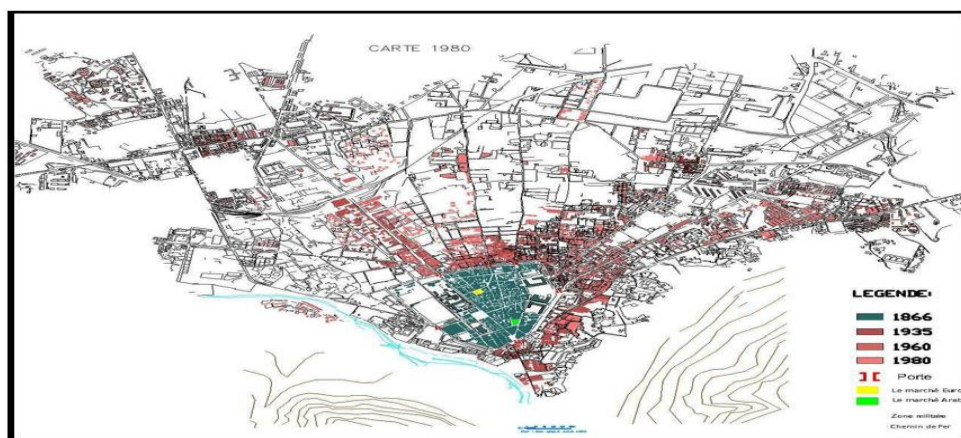 CARTE 1980
LEGENDE:
1866
1935
1960
1980
Porte
Le marché Euro
Le marché Arab
Zone militaire
Chemin de Fer